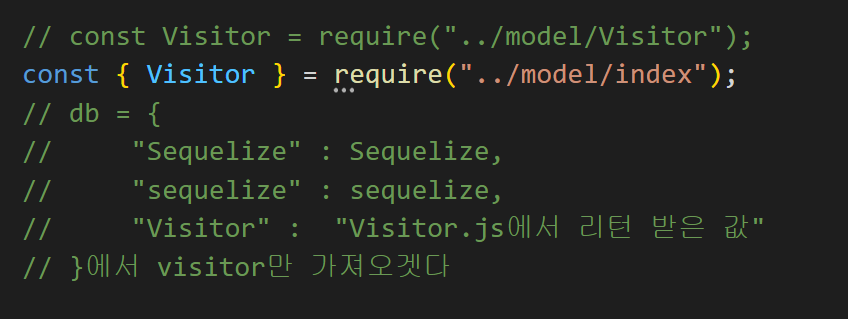 // const Visitor = require("../model/Visitor");
const { Visitor } = require("../model/index");
// db = {
//     "Sequelize" : Sequelize,
//     "sequelize" : sequelize,
//     "Visitor" :  "Visitor.js에서 리턴 받은 값"
// }에서 visitor만 가져오겟다